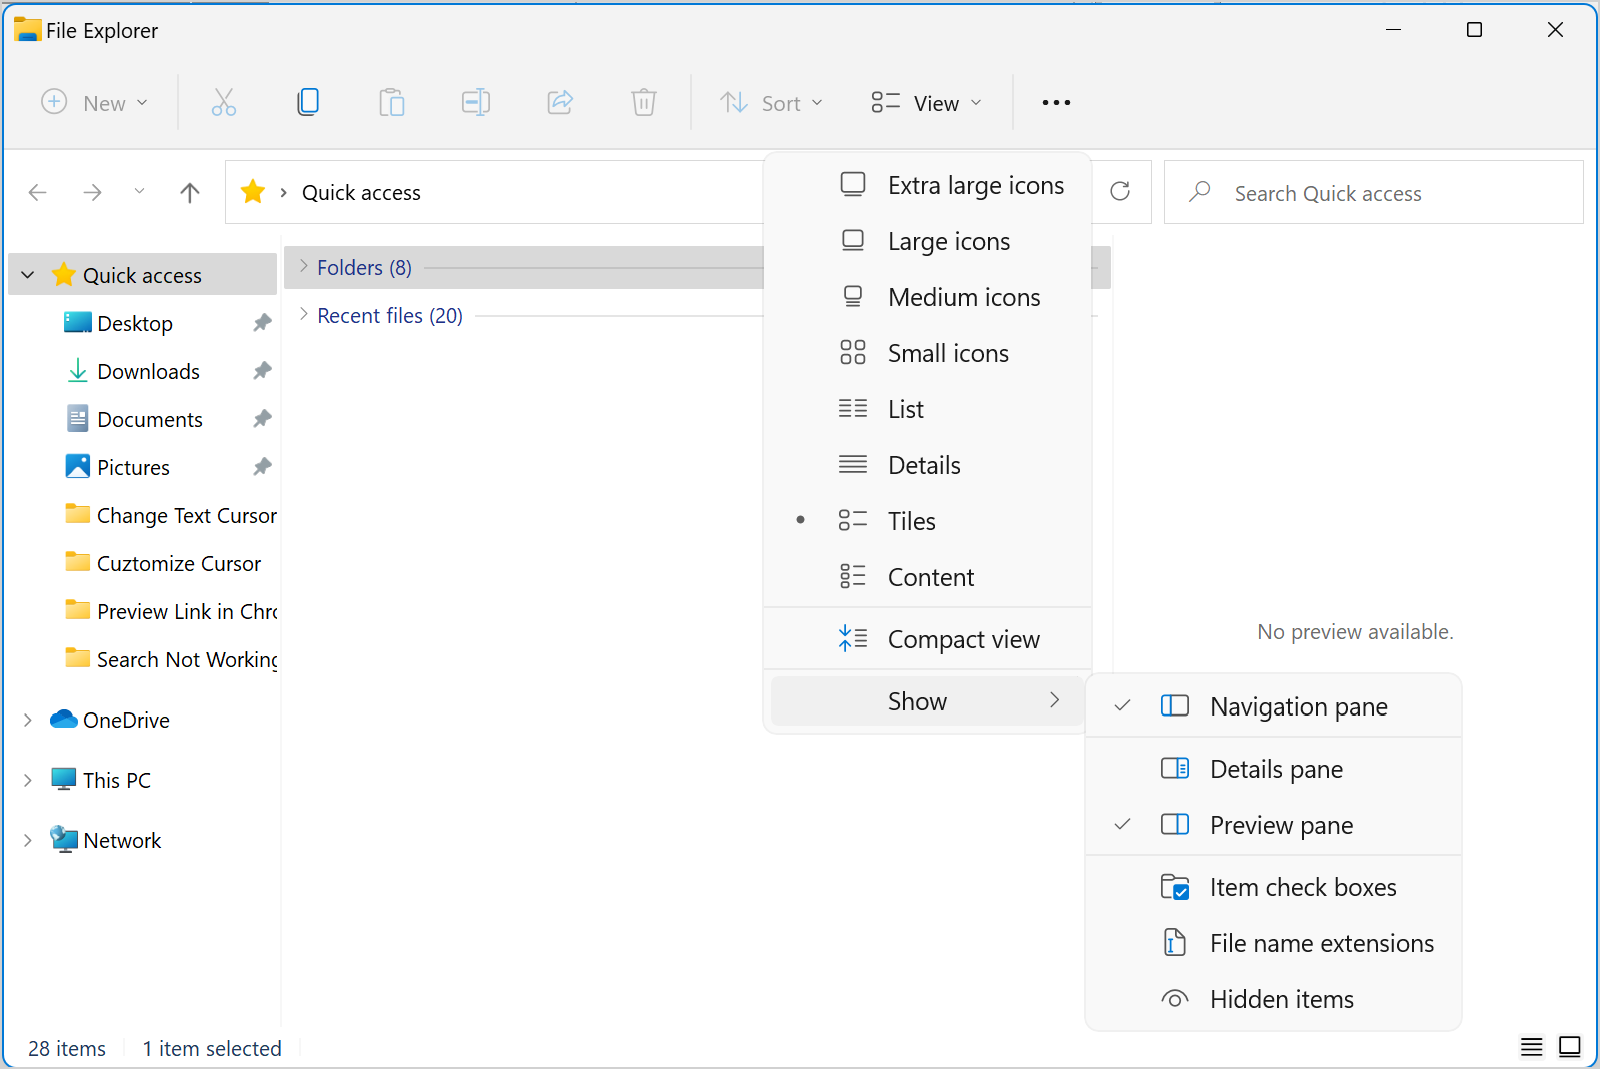 File Explorer
New
Sort
View
Quick access
Search Quick access
Quick access
Desktop
Downloads
Documents
Pictures
Change Text Cursor
Cuztomize Cursor
Preview Link in Chro
Search Not Working
OneDrive
This PC
Network
Folders (8)
Recent files (20)
Extra large icons
Large icons
Medium icons
Small icons
List
Details
Tiles
Content
Compact view
Show
No preview available.
Navigation pane
Details pane
Preview pane
Item check boxes
File name extensions
Hidden items
28 items
1 item selected